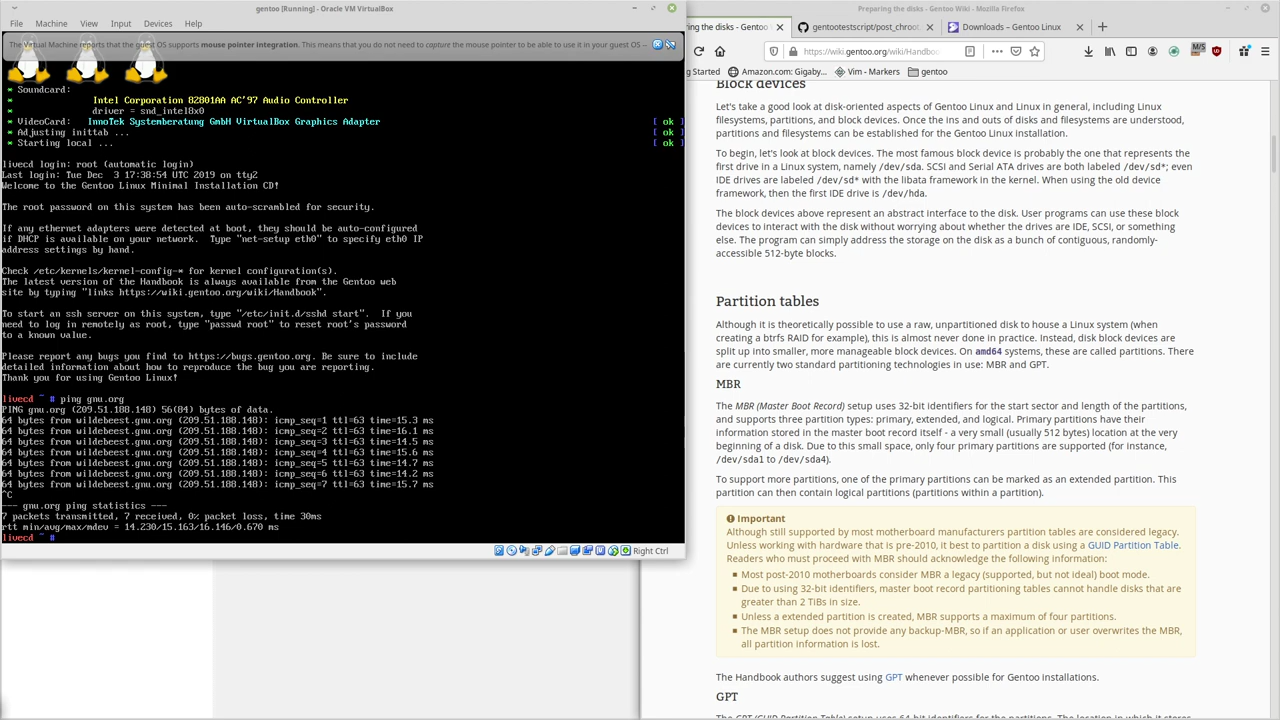 gentoo [Running] - Oracle VM VirtualBox
File Machine View Input Devices Help
The Virtual Machine reports that the guest OS supports mouse pointer integration. This means that you do not need to capture the mouse pointer to be able to use it in your guest OS —
* Soundcard:
* Intel Corporation 82801AA AC'97 Audio Controller
* driver = snd_intel8x0
* VideoCard: InnoTek Systemberatung GmbH VirtualBox Graphics Adapter [ ok ]
* Adjusting inittab ... [ ok ]
* Starting local ... [ ok ]
livecd login: root (automatic login)
Last login: Tue Dec 3 17:38:54 UTC 2019 on tty2
Welcome to the Gentoo Linux Minimal Installation CD!
The root password on this system has been auto-scrambled for security.
If any ethernet adapters were detected at boot, they should be auto-configured
if DHCP is available on your network. Type "net-setup eth0" to specify eth0 IP
address settings by hand.
Check /etc/kernels/kernel-config-* for kernel configuration(s).
The latest version of the Handbook is always available from the Gentoo web
site by typing "links https://wiki.gentoo.org/wiki/Handbook".
To start an ssh server on this system, type "/etc/init.d/sshd start". If you
need to log in remotely as root, type "passwd root" to reset root's password
to a known value.
Please report any bugs you find to https://bugs.gentoo.org. Be sure to include
detailed information about how to reproduce the bug you are reporting.
Thank you for using Gentoo Linux!
livecd ~ # ping gnu.org
PING gnu.org (209.51.188.148) 56(84) bytes of data.
64 bytes from wildebeest.gnu.org (209.51.188.148): icmp_seq=1 ttl=63 time=15.3 ms
64 bytes from wildebeest.gnu.org (209.51.188.148): icmp_seq=2 ttl=63 time=16.1 ms
64 bytes from wildebeest.gnu.org (209.51.188.148): icmp_seq=3 ttl=63 time=14.5 ms
64 bytes from wildebeest.gnu.org (209.51.188.148): icmp_seq=4 ttl=63 time=15.6 ms
64 bytes from wildebeest.gnu.org (209.51.188.148): icmp_seq=5 ttl=63 time=14.7 ms
64 bytes from wildebeest.gnu.org (209.51.188.148): icmp_seq=6 ttl=63 time=14.2 ms
64 bytes from wildebeest.gnu.org (209.51.188.148): icmp_seq=7 ttl=63 time=15.7 ms
^C
--- gnu.org ping statistics ---
7 packets transmitted, 7 received, 0% packet loss, time 30ms
rtt min/avg/max/mdev = 14.230/15.163/16.146/0.670 ms
livecd ~ #
Right Ctrl
Preparing the disks - Gentoo Wiki - Mozilla Firefox
ring the disks - Gentoo gentootestscript/post_chroot. Downloads – Gentoo Linux
https://wiki.gentoo.org/wiki/Handbo
g Started Amazon.com: Gigaby... Vim - Markers gentoo
Block devices
Let's take a good look at disk-oriented aspects of Gentoo Linux and Linux in general, including Linux
filesystems, partitions, and block devices. Once the ins and outs of disks and filesystems are understood,
partitions and filesystems can be established for the Gentoo Linux installation.
To begin, let's look at block devices. The most famous block device is probably the one that represents the
first drive in a Linux system, namely /dev/sda. SCSI and Serial ATA drives are both labeled /dev/sd*; even
IDE drives are labeled /dev/sd* with the libata framework in the kernel. When using the old device
framework, then the first IDE drive is /dev/hda.
The block devices above represent an abstract interface to the disk. User programs can use these block
devices to interact with the disk without worrying about whether the drives are IDE, SCSI, or something
else. The program can simply address the storage on the disk as a bunch of contiguous, randomly-
accessible 512-byte blocks.
Partition tables
Although it is theoretically possible to use a raw, unpartitioned disk to house a Linux system (when
creating a btrfs RAID for example), this is almost never done in practice. Instead, disk block devices are
split up into smaller, more manageable block devices. On amd64 systems, these are called partitions. There
are currently two standard partitioning technologies in use: MBR and GPT.
MBR
The MBR (Master Boot Record) setup uses 32-bit identifiers for the start sector and length of the partitions,
and supports three partition types: primary, extended, and logical. Primary partitions have their
information stored in the master boot record itself - a very small (usually 512 bytes) location at the very
beginning of a disk. Due to this small space, only four primary partitions are supported (for instance,
/dev/sda1 to /dev/sda4).
To support more partitions, one of the primary partitions can be marked as an extended partition. This
partition can then contain logical partitions (partitions within a partition).
Important
Although still supported by most motherboard manufacturers partition tables are considered legacy.
Unless working with hardware that is pre-2010, it best to partition a disk using a GUID Partition Table.
Readers who must proceed with MBR should acknowledge the following information:
Most post-2010 motherboards consider MBR a legacy (supported, but not ideal) boot mode.
Due to using 32-bit identifiers, master boot record partitioning tables cannot handle disks that are
greater than 2 TiBs in size.
Unless a extended partition is created, MBR supports a maximum of four partitions.
The MBR setup does not provide any backup-MBR, so if an application or user overwrites the MBR,
all partition information is lost.
The Handbook authors suggest using GPT whenever possible for Gentoo installations.
GPT
The GPT (GUID Partition Table) setup uses 64-bit identifiers for the partitions. The location in which it stores